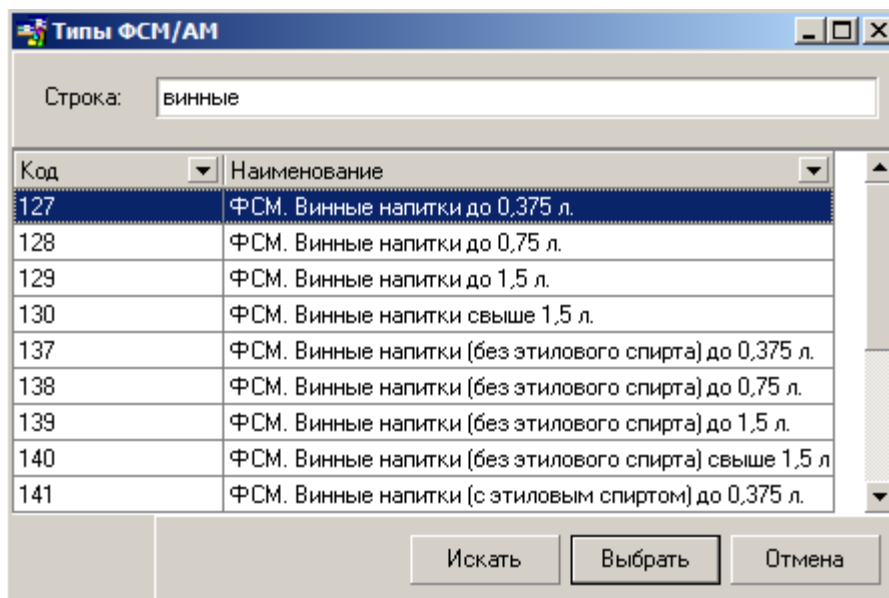 Типы ФСМ/АМ
Строка: винные
Код Наименование
127 ФСМ. Винные напитки до 0,375 л.
128 ФСМ. Винные напитки до 0,75 л.
129 ФСМ. Винные напитки до 1,5 л.
130 ФСМ. Винные напитки свыше 1,5 л.
137 ФСМ. Винные напитки (без этилового спирта) до 0,375 л.
138 ФСМ. Винные напитки (без этилового спирта) до 0,75 л.
139 ФСМ. Винные напитки (без этилового спирта) до 1,5 л.
140 ФСМ. Винные напитки (без этилового спирта) свыше 1,5 л
141 ФСМ. Винные напитки (с этиловым спиртом) до 0,375 л.
Искать Выбрать Отмена